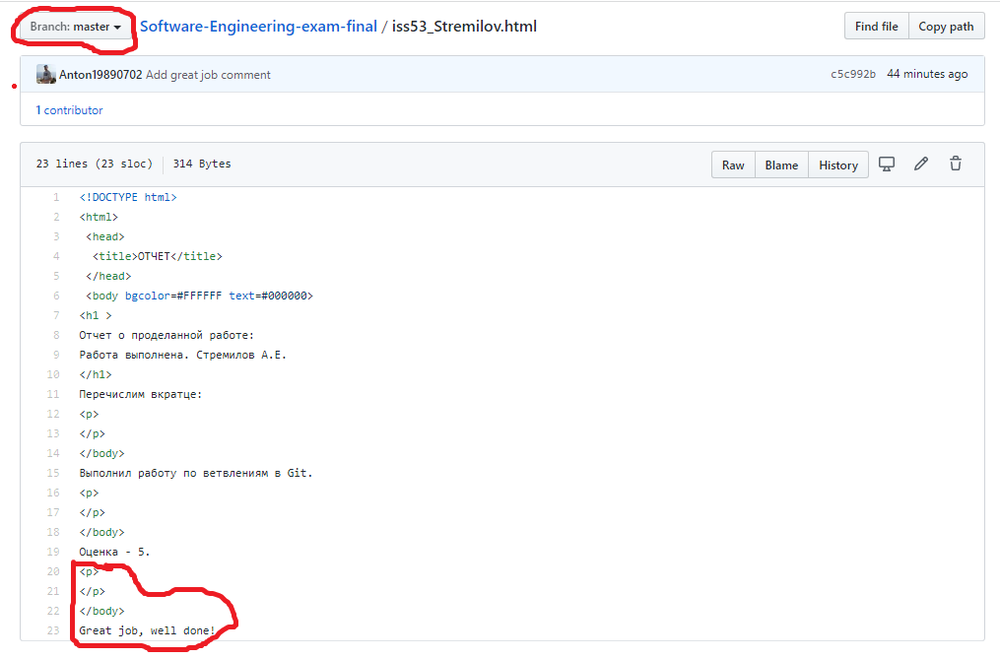 Branch: master Software-Engineering-exam-final / iss53_Stremilov.html Find file Copy path
Anton19890702 Add great job comment c5c992b 44 minutes ago
1 contributor
23 lines (23 sloc) 314 Bytes Raw Blame History
1 <!DOCTYPE html>
2 <html>
3 <head>
4 <title>ОТЧЕТ</title>
5 </head>
6 <body bgcolor=#FFFFFF text=#000000>
7 <h1 >
8 Отчет о проделанной работе:
9 Работа выполнена. Стремилов А.Е.
10 </h1>
11 Перечислим вкратце:
12 <p>
13 </p>
14 </body>
15 Выполнил работу по ветвлениям в Git.
16 <p>
17 </p>
18 </body>
19 Оценка - 5.
20 <p>
21 </p>
22 </body>
23 Great job, well done!